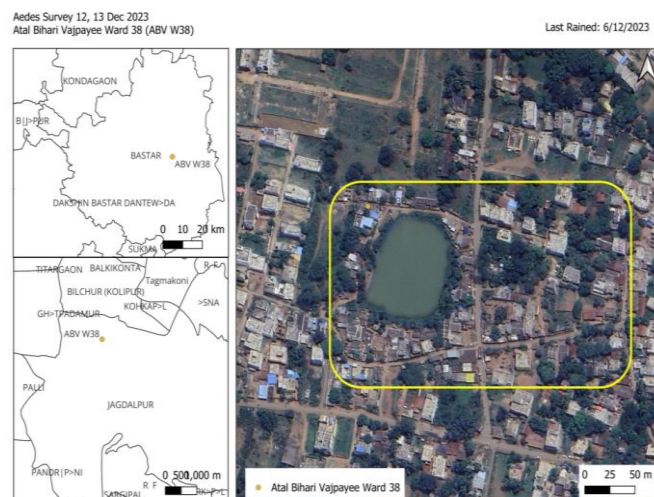 Aedes Survey 12, 13 Dec 2023
Atal Bihari Vajpayee Ward 38 (ABV W38)
Last Rained: 6/12/2023
KONDAGAON
B|J>PUR
BASTAR
ABV W38
DAKSHIN BASTAR DANTEW>DA
0 10 20 km
SUKMA
TITARGAON
BALKIKONTA
R F
Tagmakoni
BILCHUR (KOLIPUR)
>SNA
KOHKAP>L
GH>TPADAMUR
ABV W38
PALLI
JAGDALPUR
PANDR|P>NI
0 500 1,000 m
R F
SARGIPAL
Atal Bihari Vajpayee Ward 38
0 25 50 m